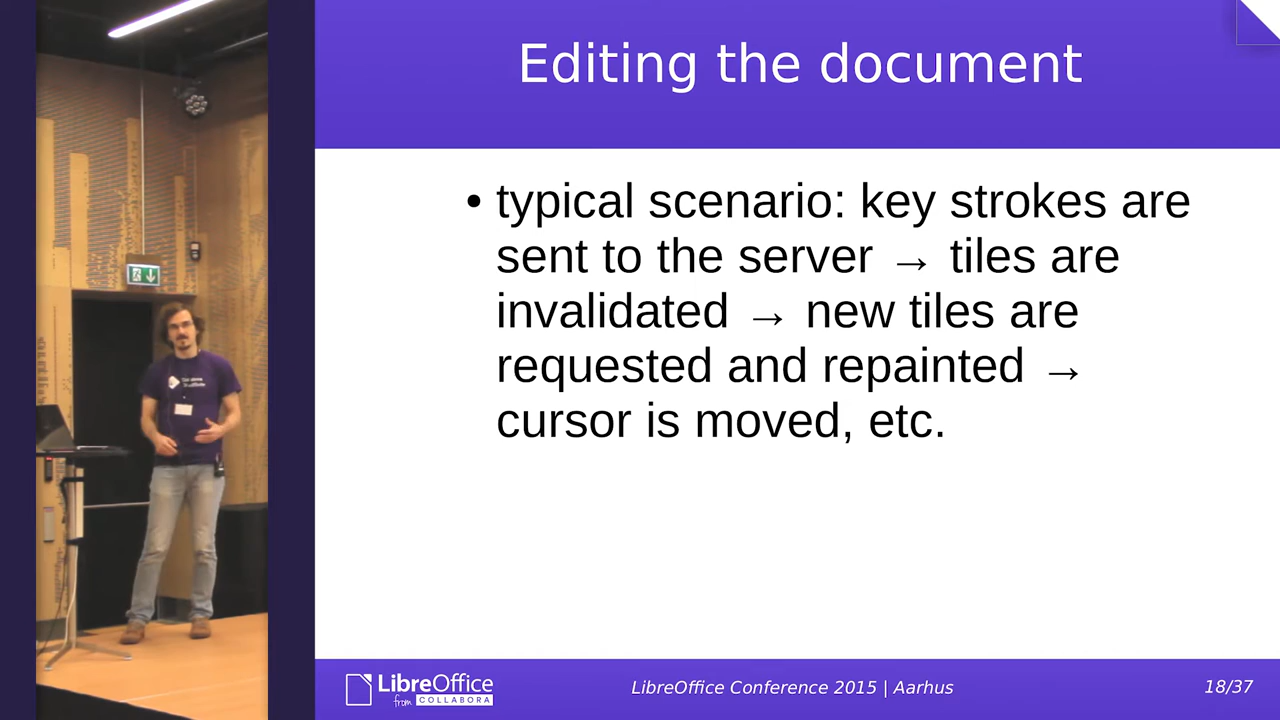 Editing the document
• typical scenario: key strokes are
sent to the server → tiles are
invalidated → new tiles are
requested and repainted →
cursor is moved, etc.
LibreOffice
from COLLABORA
LibreOffice Conference 2015 | Aarhus
18/37